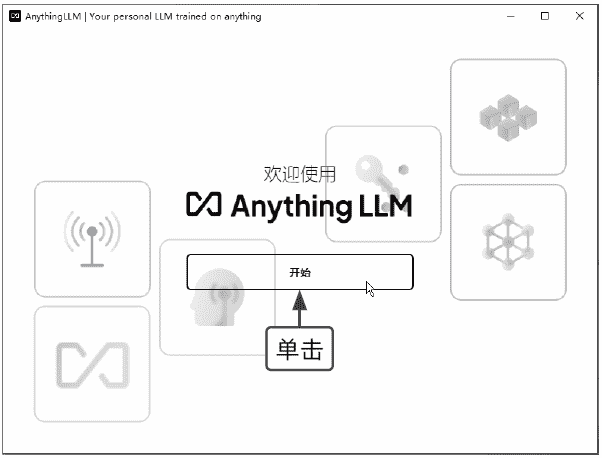 AnythingLLM | Your personal LLM trained on anything
欢迎使用
Anything LLM
开始
单击